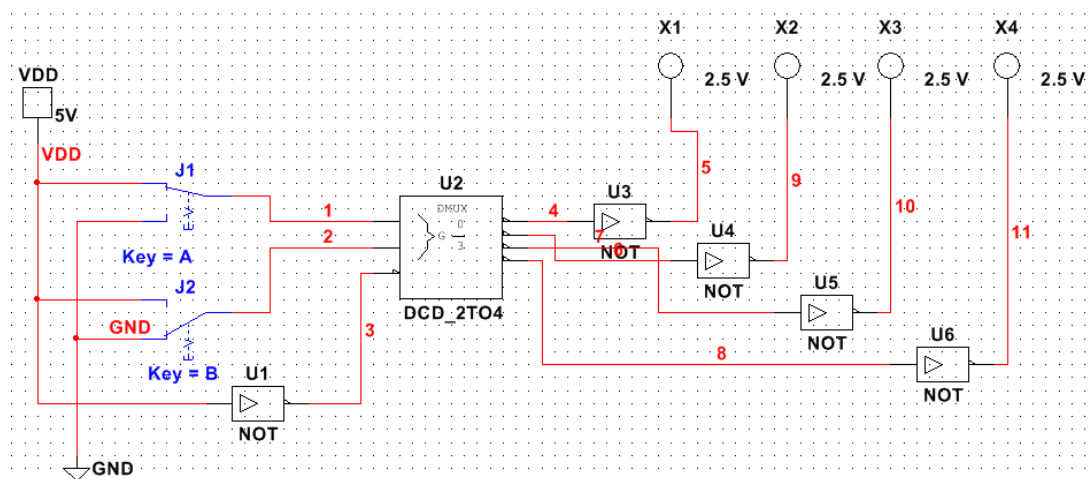 X1 X2 X3 X4
2.5 V 2.5 V 2.5 V 2.5 V
VDD
5V
VDD
J1
U2
5
9
10
11
DMUX
0
G
3
U3
1
4
2
7
6
U4
NOT
Key = A
J2
NOT
U5
GND
DCD_2TO4
3
NOT
U6
8
Key = B
U1
NOT
NOT
GND